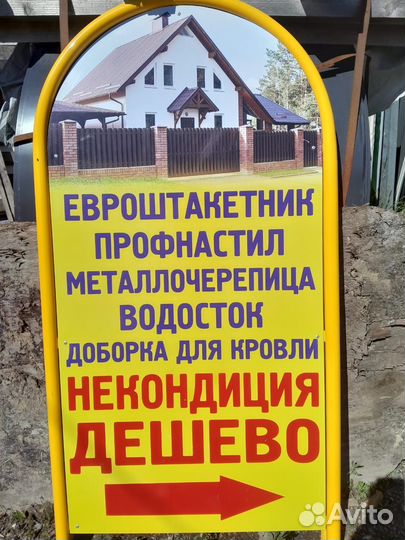 ЕВРОШТАКЕТНИК
ПРОФНАСТИЛ
МЕТАЛЛОЧЕРЕПИЦА
ВОДОСТОК
ДОБОРКА ДЛЯ КРОВЛИ
НЕКОНДИЦИЯ
ДЕШЕВО
Avito